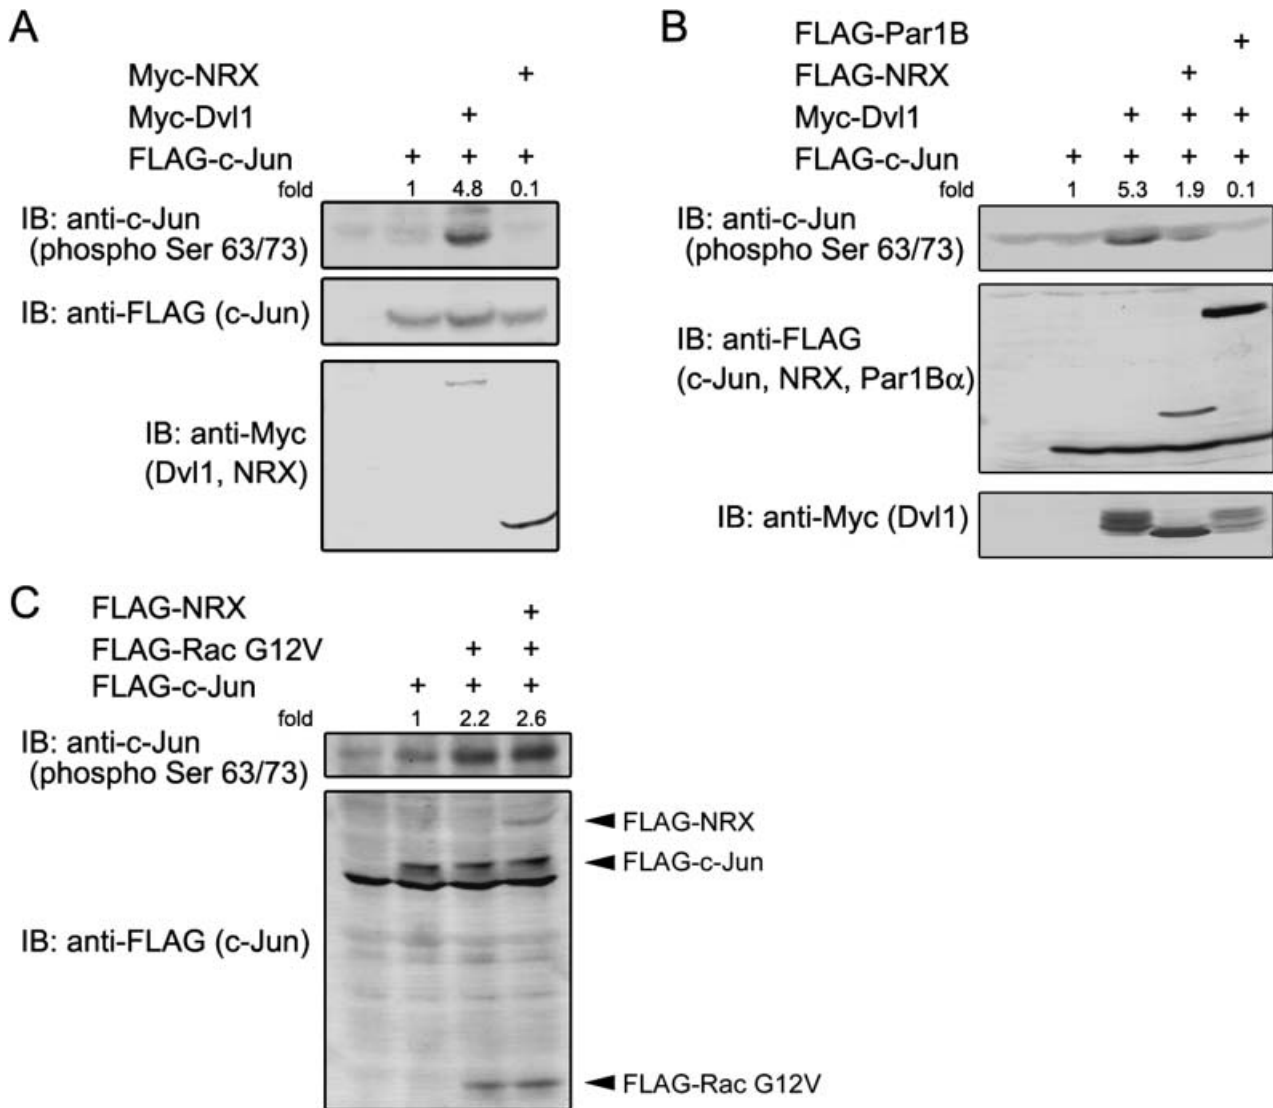 A
Myc-NRX +
Myc-Dvl1 +
FLAG-c-Jun + + +
fold 1 4.8 0.1
IB: anti-c-Jun
(phospho Ser 63/73)
IB: anti-FLAG (c-Jun)
IB: anti-Myc
(Dvl1, NRX)
B
FLAG-Par1B +
FLAG-NRX +
Myc-Dvl1 + + +
FLAG-c-Jun + + + +
fold 1 5.3 1.9 0.1
IB: anti-c-Jun
(phospho Ser 63/73)
IB: anti-FLAG
(c-Jun, NRX, Par1Bα)
IB: anti-Myc (Dvl1)
C
FLAG-NRX +
FLAG-Rac G12V + +
FLAG-c-Jun + + +
fold 1 2.2 2.6
IB: anti-c-Jun
(phospho Ser 63/73)
FLAG-NRX
FLAG-c-Jun
IB: anti-FLAG (c-Jun)
FLAG-Rac G12V